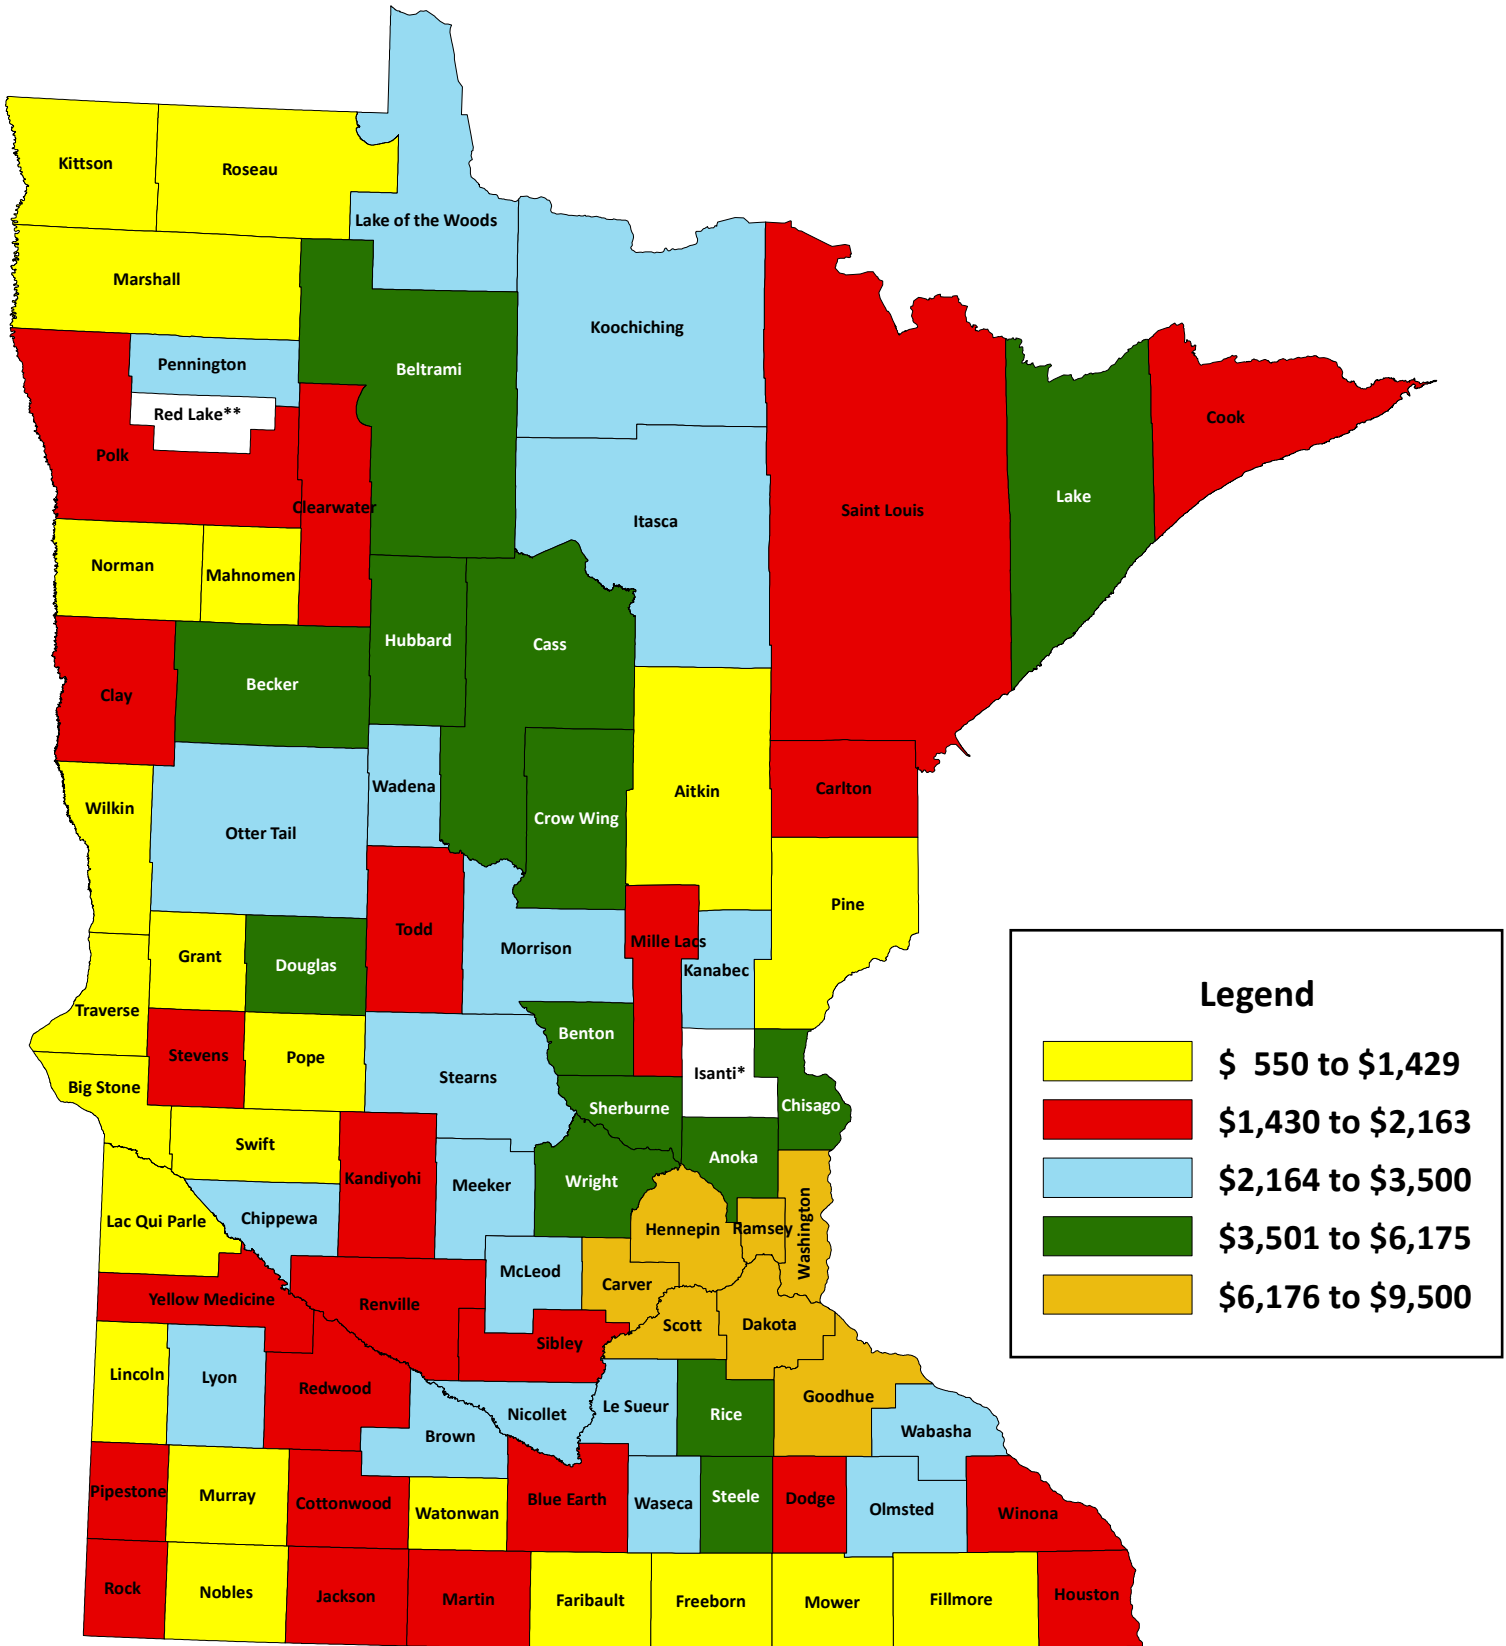 Kittson
Roseau
Lake of the Woods
Marshall
Koochiching
Pennington
Beltrami
Red Lake**
Cook
Polk
Lake
Clearwater
Saint Louis
Itasca
Norman
Mahnomen
Hubbard
Cass
Becker
Clay
Wadena
Aitkin
Carlton
Wilkin
Crow Wing
Otter Tail
Pine
Todd
Mille Lacs
Morrison
Grant
Douglas
Kanabec
Traverse
Benton
Stevens
Pope
Isanti*
Stearns
Big Stone
Chisago
Sherburne
Swift
Anoka
Kandiyohi
Wright
Meeker
Chippewa
Lac Qui Parle
Hennepin
Ramsey
Washington
McLeod
Carver
Yellow Medicine
Renville
Scott
Dakota
Sibley
Lincoln
Lyon
Redwood
Goodhue
Le Sueur
Nicollet
Rice
Wabasha
Brown
Pipestone
Murray
Cottonwood
Watonwan
Blue Earth
Waseca
Steele
Dodge
Olmsted
Winona
Rock
Nobles
Jackson
Martin
Faribault
Freeborn
Mower
Fillmore
Houston
Legend
$ 550 to $1,429
$1,430 to $2,163
$2,164 to $3,500
$3,501 to $6,175
$6,176 to $9,500